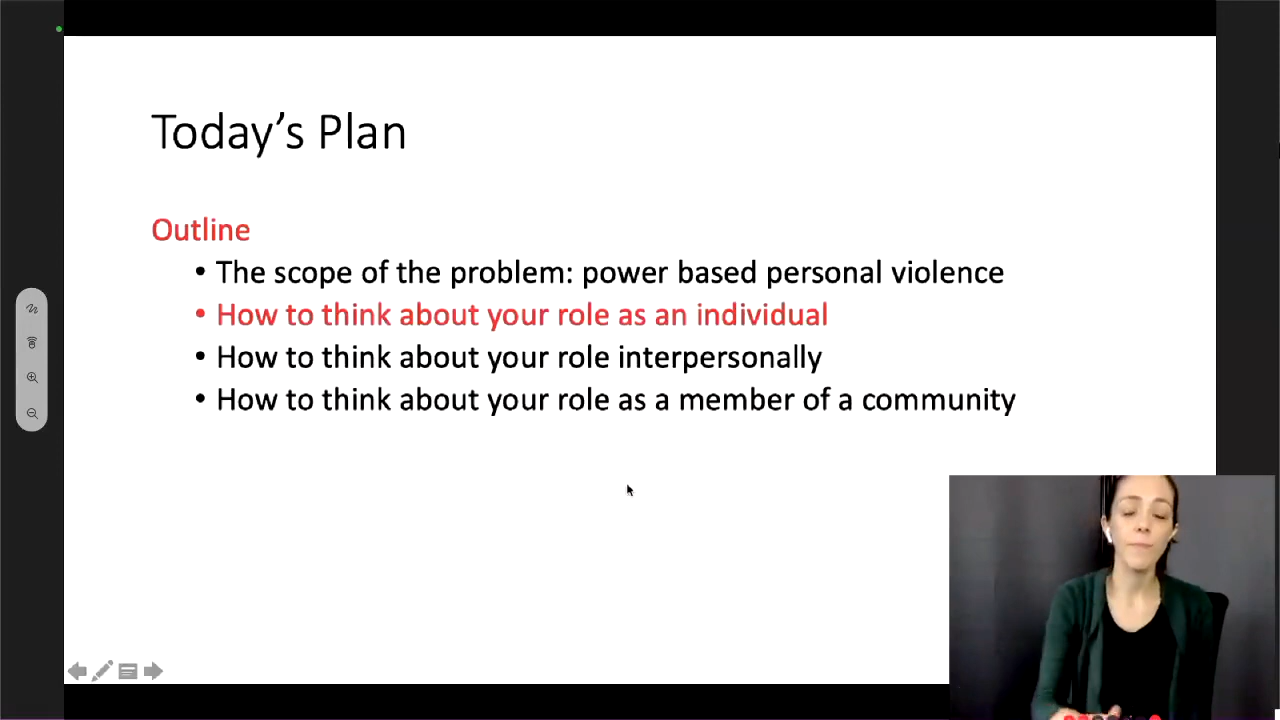 Today’s Plan
Outline
• The scope of the problem: power based personal violence
• How to think about your role as an individual
• How to think about your role interpersonally
• How to think about your role as a member of a community